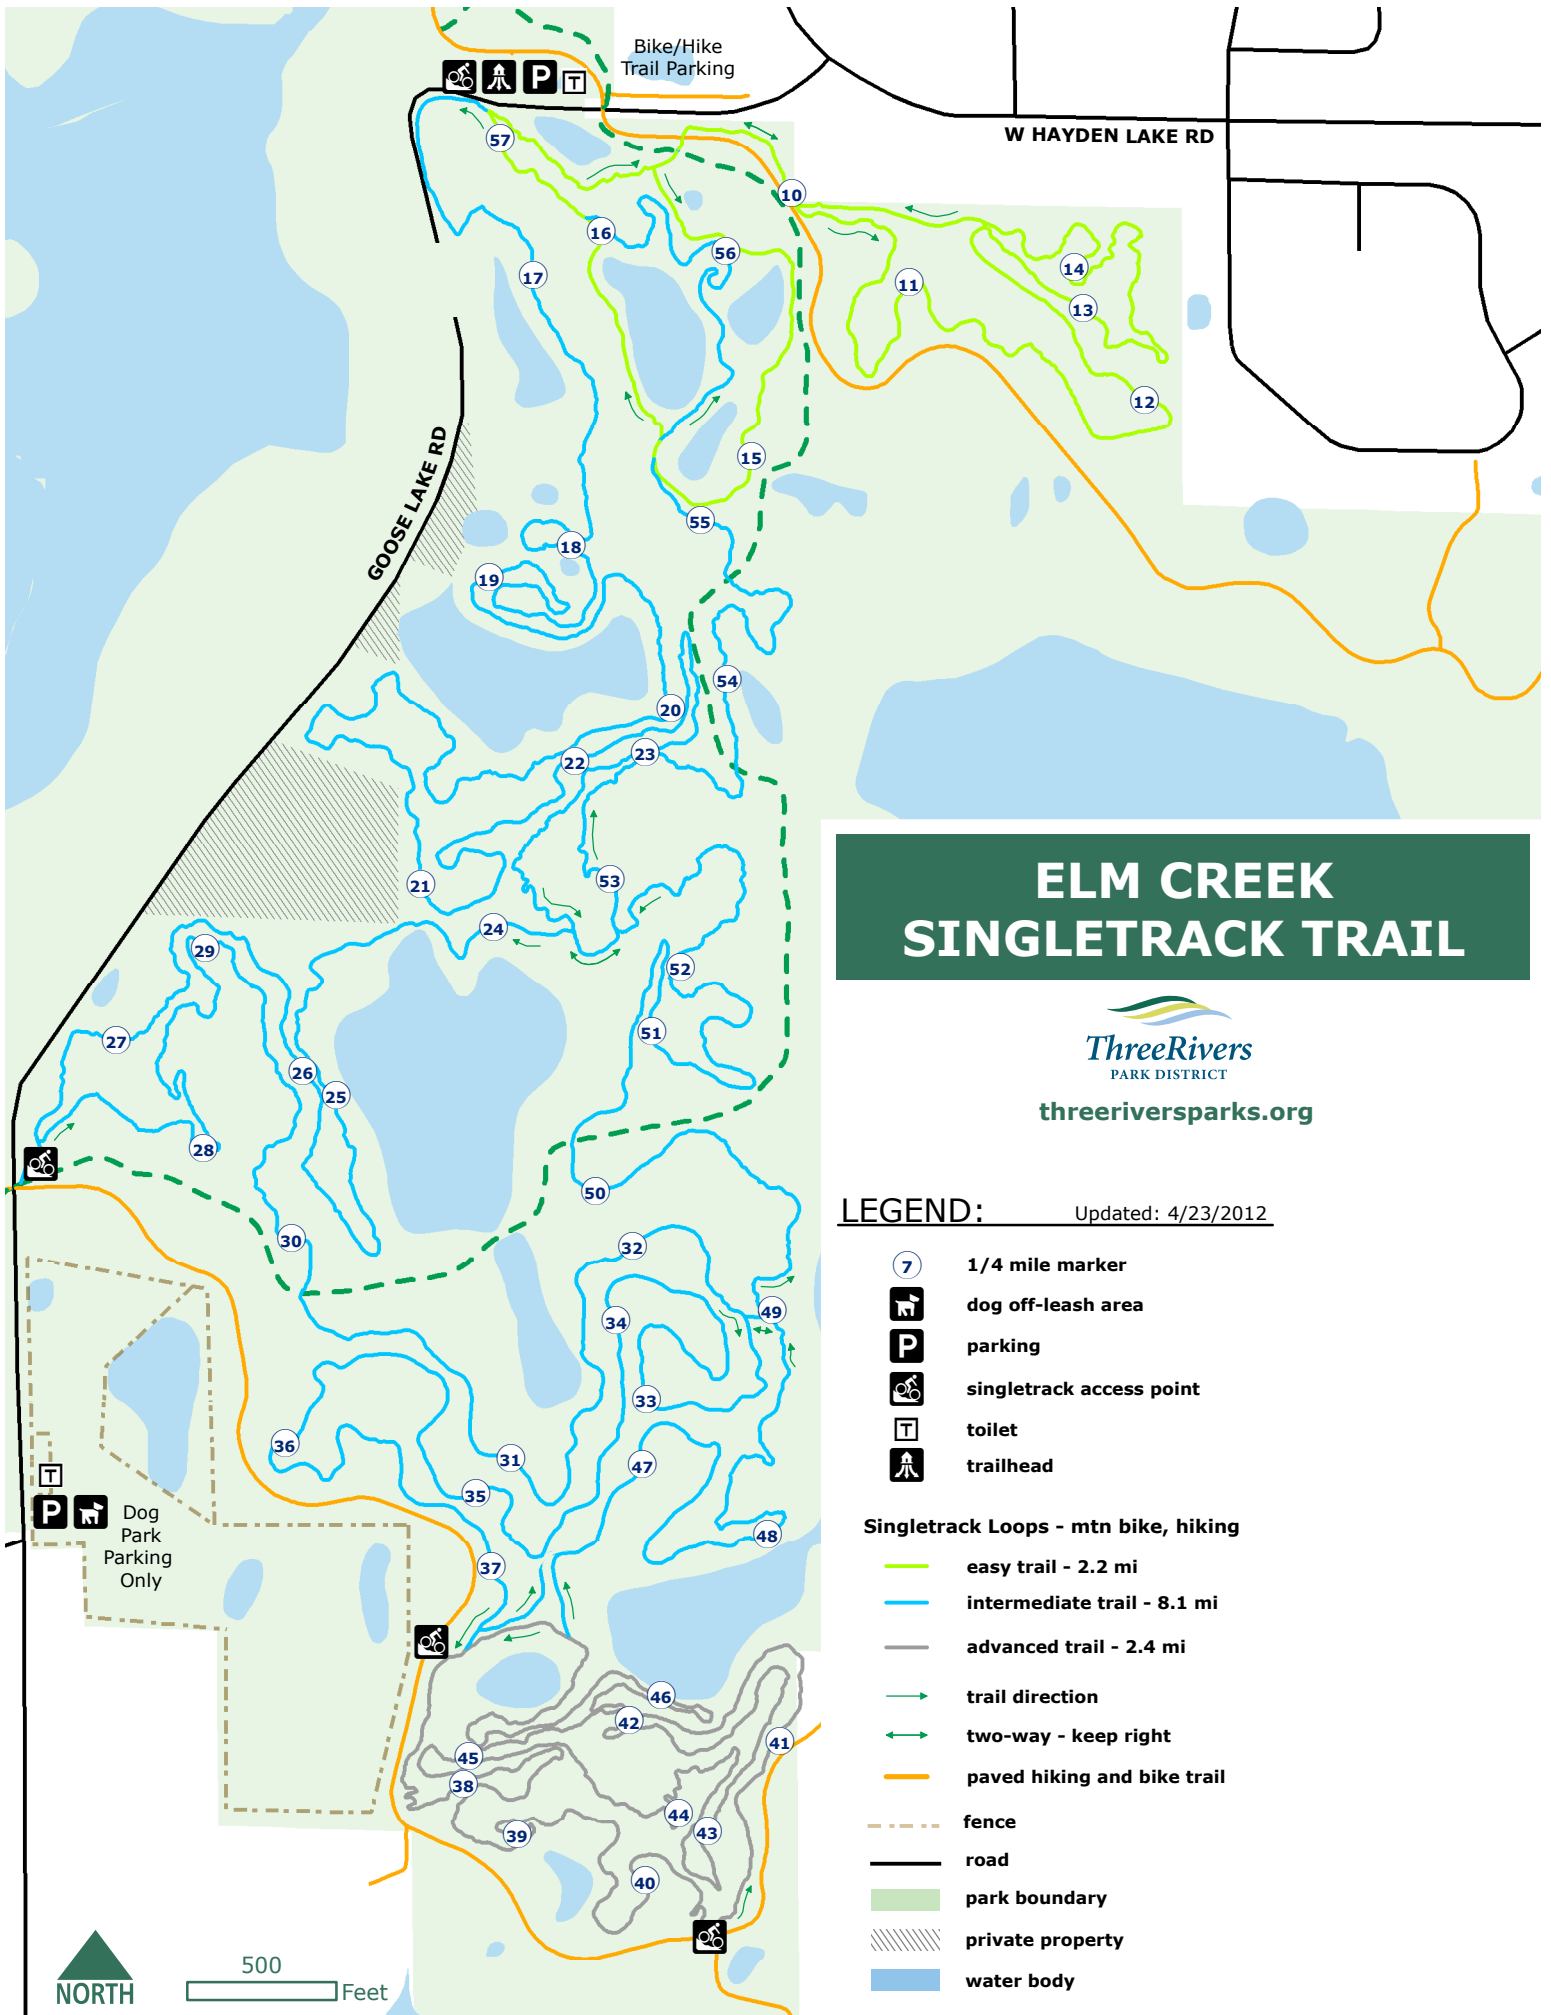 Bike/Hike
Trail Parking
P
T
W HAYDEN LAKE RD
57
10
16
56
17
14
11
13
12
15
GOOSE LAKE RD
55
18
19
54
20
23
22
21
53
24
29
52
51
27
26
25
28
50
30
32
49
34
33
36
31
47
35
48
37
46
42
41
45
38
44
43
39
40
T
P
Dog
Park
Parking
Only
NORTH
500
Feet
ELM CREEK
SINGLETRACK TRAIL
ThreeRivers
PARK DISTRICT
threeriversparks.org
LEGEND: Updated: 4/23/2012
7 1/4 mile marker
dog off-leash area
P parking
singletrack access point
T toilet
trailhead
Singletrack Loops - mtn bike, hiking
easy trail - 2.2 mi
intermediate trail - 8.1 mi
advanced trail - 2.4 mi
trail direction
two-way - keep right
paved hiking and bike trail
fence
road
park boundary
private property
water body